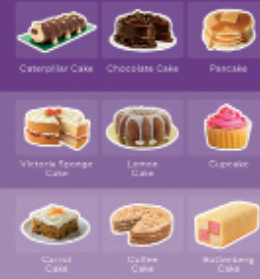 Caterpillar Cake
Chocolate Cake
Pancake
Victoria Sponge
Cake
Lemon
Cake
Cupcake
Carrot
Cake
Coffee
Cake
Battenberg
Cake